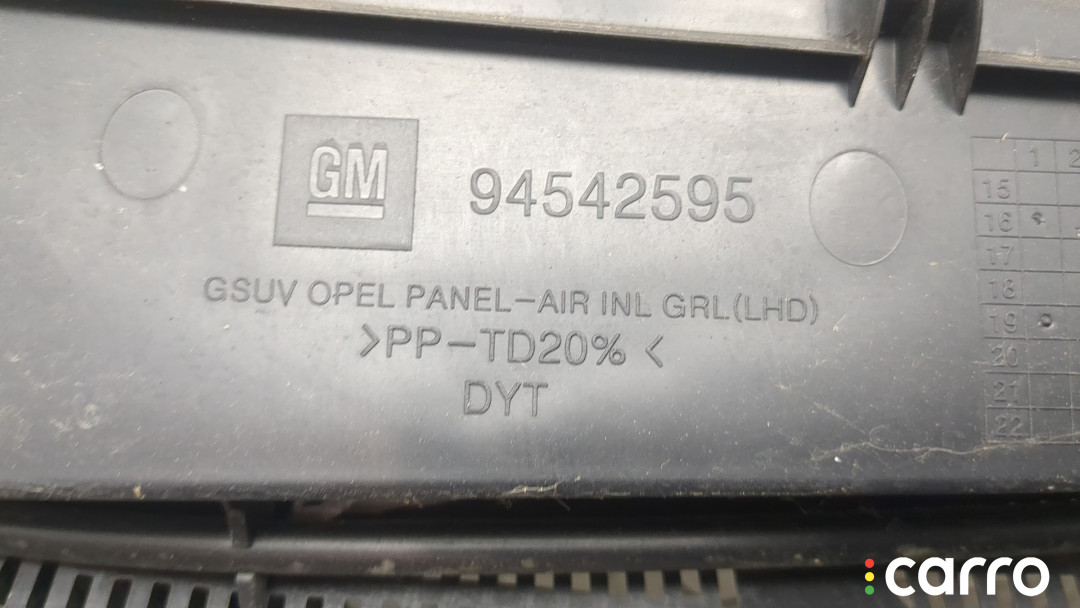 GM 94542595
GSUV OPEL PANEL-AIR INL GRL(LHD)
>PP-TD20% <
DYT
1 2
15
16
17
18
19
20
21
22
carro